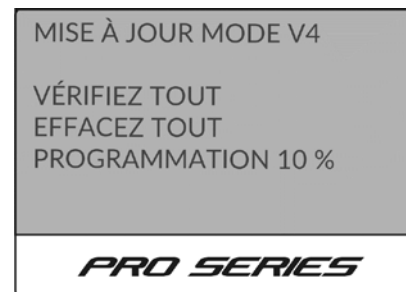 MISE À JOUR MODE V4
VÉRIFIEZ TOUT
EFFACEZ TOUT
PROGRAMMATION 10 %
PRO SERIES